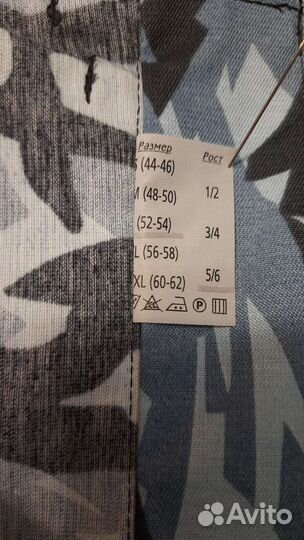 Размер Рост
S (44-46)
M (48-50) 1/2
(52-54) 3/4
L (56-58)
XL (60-62) 5/6
P
Avito